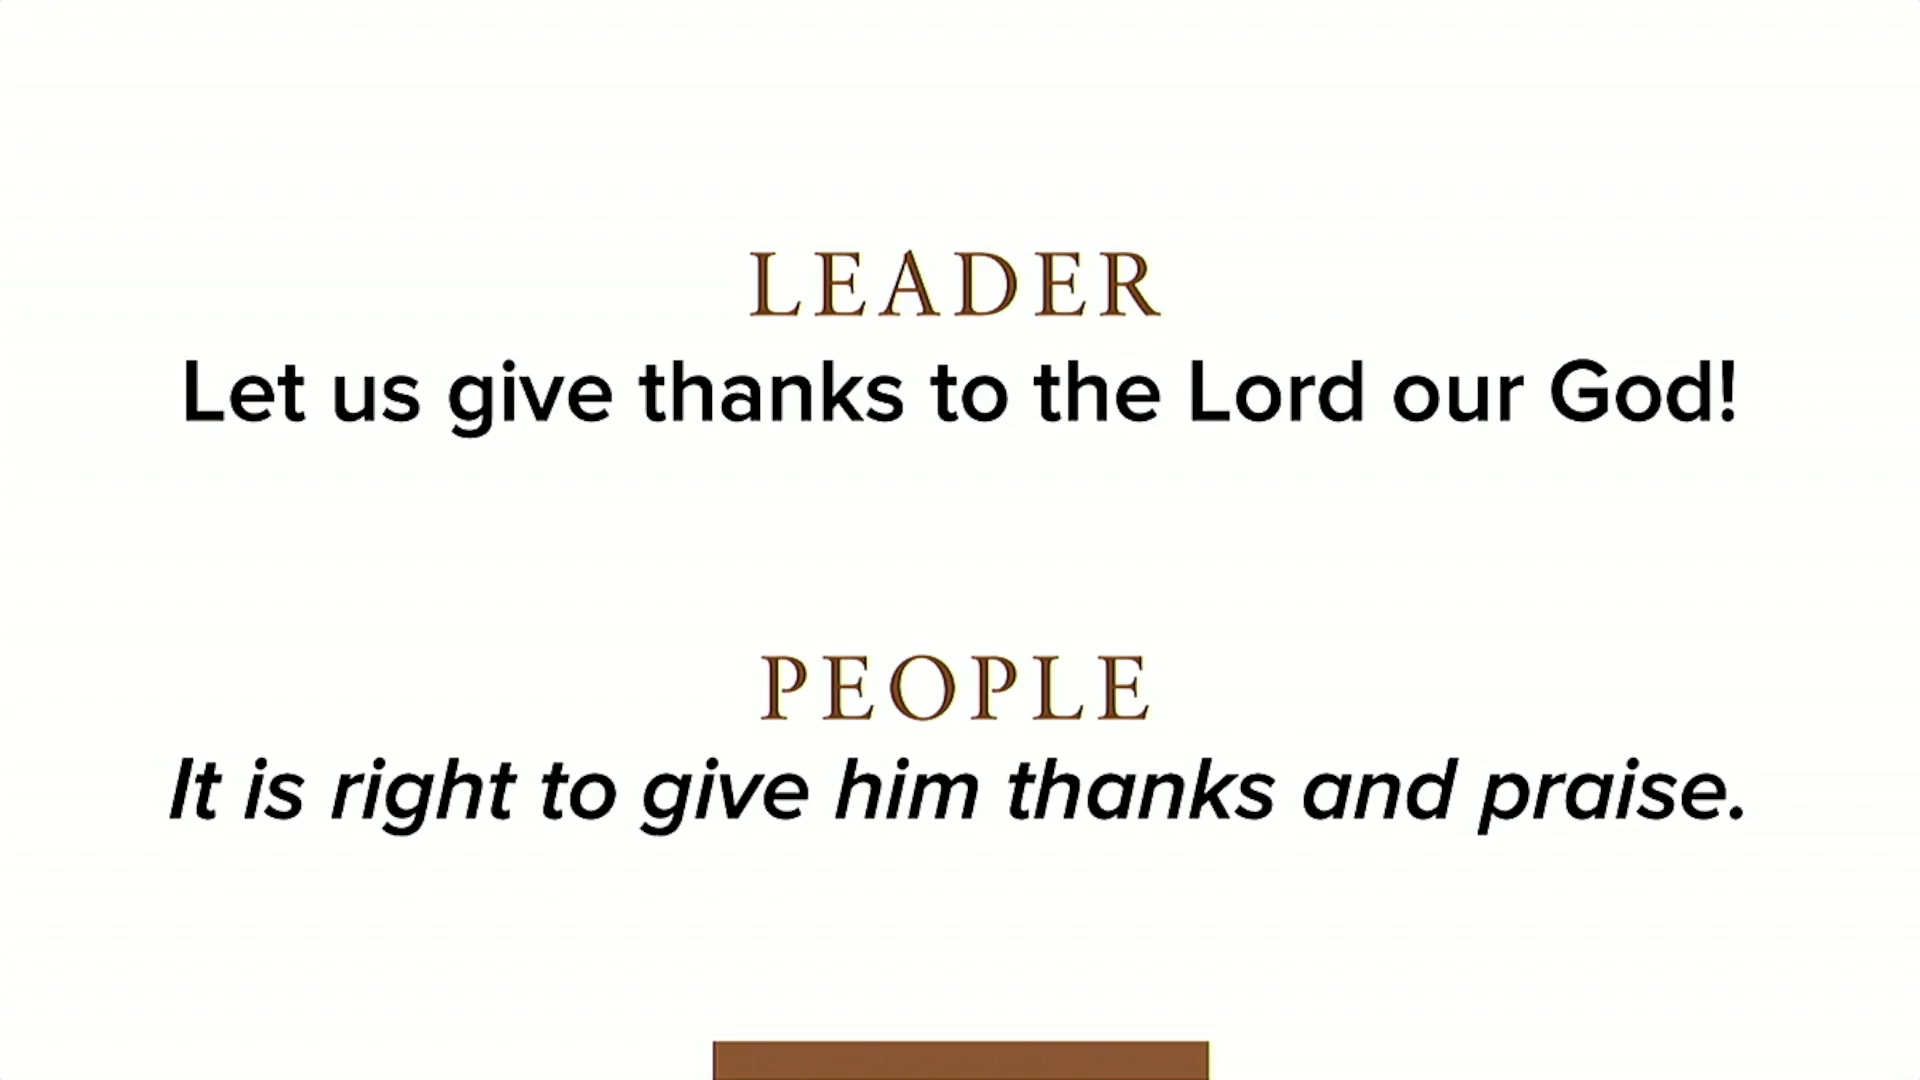 LEADER
Let us give thanks to the Lord our God!
PEOPLE
It is right to give him thanks and praise.